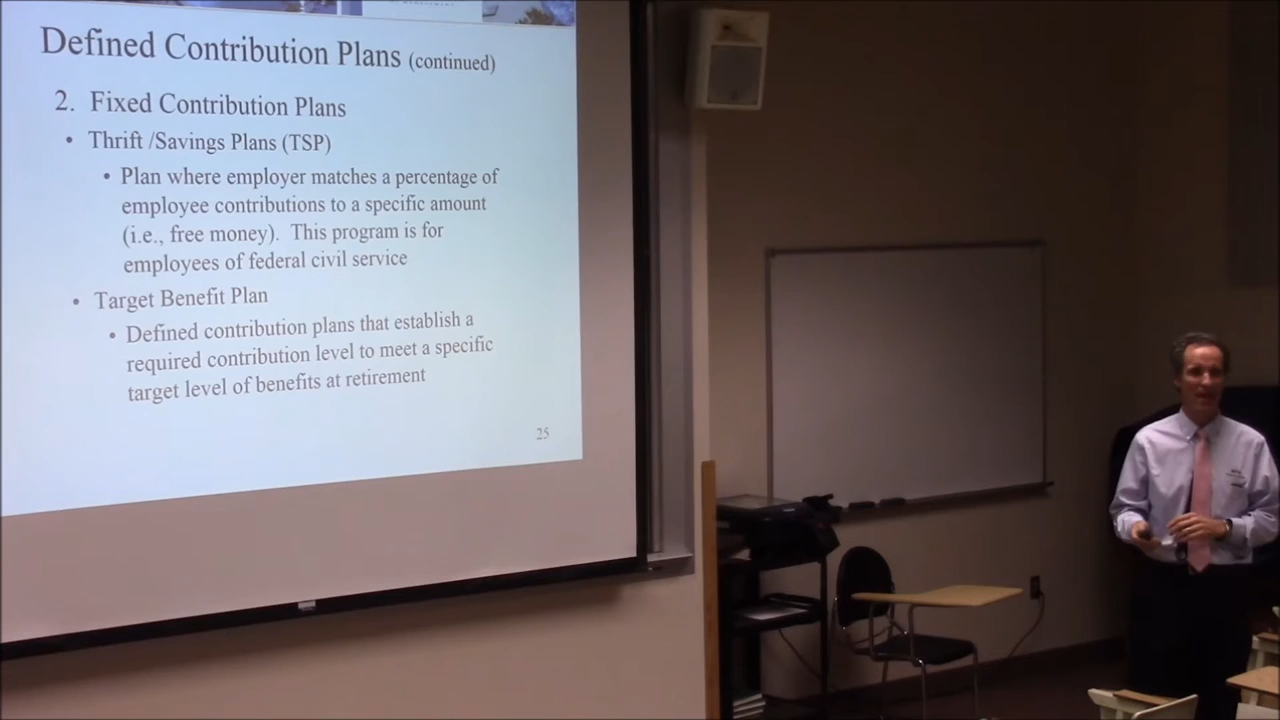 Defined Contribution Plans (continued)
2. Fixed Contribution Plans
• Thrift /Savings Plans (TSP)
• Plan where employer matches a percentage of
employee contributions to a specific amount
(i.e., free money). This program is for
employees of federal civil service
• Target Benefit Plan
• Defined contribution plans that establish a
required contribution level to meet a specific
target level of benefits at retirement
25